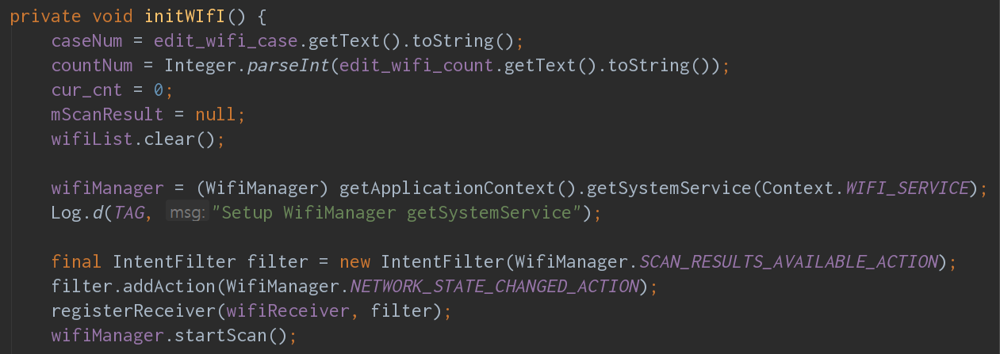 private void initWIfI() {
caseNum = edit_wifi_case.getText().toString();
countNum = Integer.parseInt(edit_wifi_count.getText().toString());
cur_cnt = 0;
mScanResult = null;
wifiList.clear();
wifiManager = (WifiManager) getApplicationContext().getSystemService(Context.WIFI_SERVICE);
Log.d(TAG, msg: "Setup WifiManager getSystemService");
final IntentFilter filter = new IntentFilter(WifiManager.SCAN_RESULTS_AVAILABLE_ACTION);
filter.addAction(WifiManager.NETWORK_STATE_CHANGED_ACTION);
registerReceiver(wifiReceiver, filter);
wifiManager.startScan();